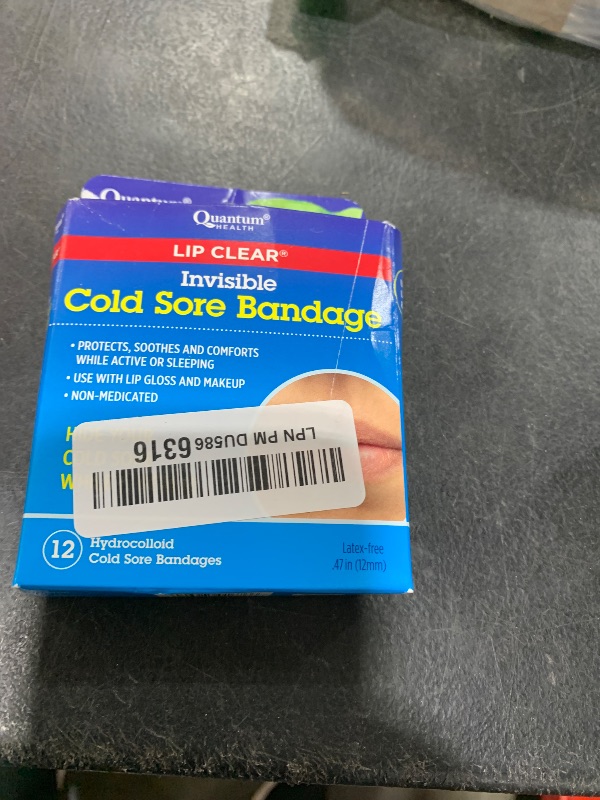 Quantum®
Quantum®
HEALTH
LIP CLEAR®
Invisible
Cold Sore Bandage
• PROTECTS, SOOTHES AND COMFORTS
WHILE ACTIVE OR SLEEPING
• USE WITH LIP GLOSS AND MAKEUP
• NON-MEDICATED
LPN PM DU586 6316
12
Hydrocolloid
Cold Sore Bandages
Latex-free
.47 in (12mm)